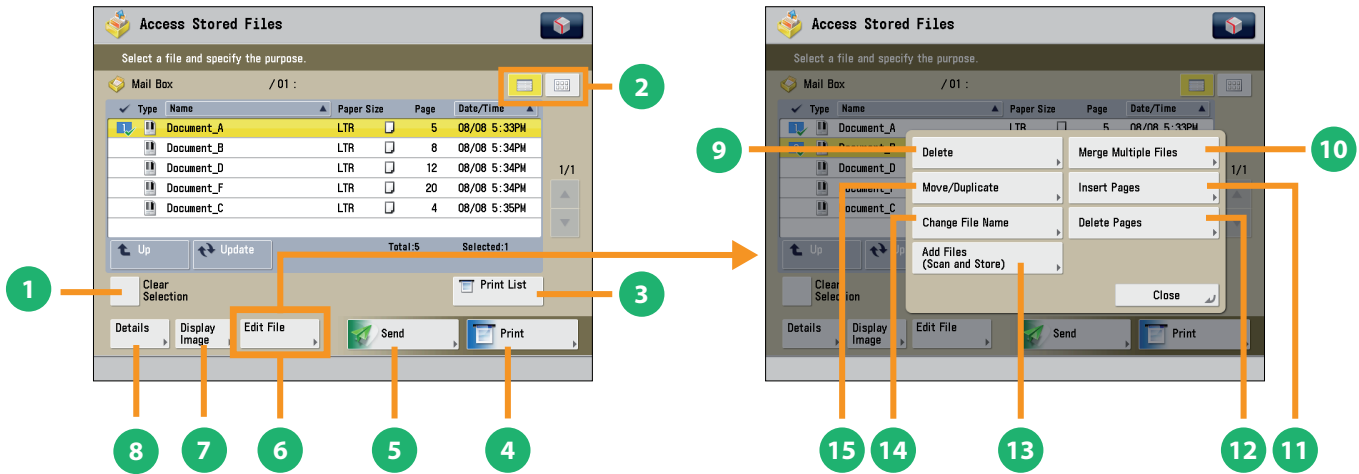 Access Stored Files
Select a file and specify the purpose.
Mail Box / 01 :
2
Type Name Paper Size Page Date/Time
1 Document_A LTR 5 08/08 5:33PM
Document_B LTR 8 08/08 5:34PM
Document_D LTR 12 08/08 5:34PM
Document_F LTR 20 08/08 5:34PM
Document_C LTR 4 08/08 5:35PM
1/1
Up Update Total:5 Selected:1
1
Clear
Selection
Print List
3
Details
Display
Image
Edit File
Send
Print
8
7
6
5
4
Access Stored Files
Select a file and specify the purpose.
Mail Box / 01 :
Type Name Paper Size Page Date/Time
1 Document_A LTR 5 08/08 5:33PM
Document_D
Document_C
1/1
Up
9
Delete
Merge Multiple Files
10
Move/Duplicate
Insert Pages
Change File Name
Delete Pages
Add Files
(Scan and Store)
Close
Clear
Selection
Details
Display
Image
Edit File
Send
Print
15
14
13
12
11